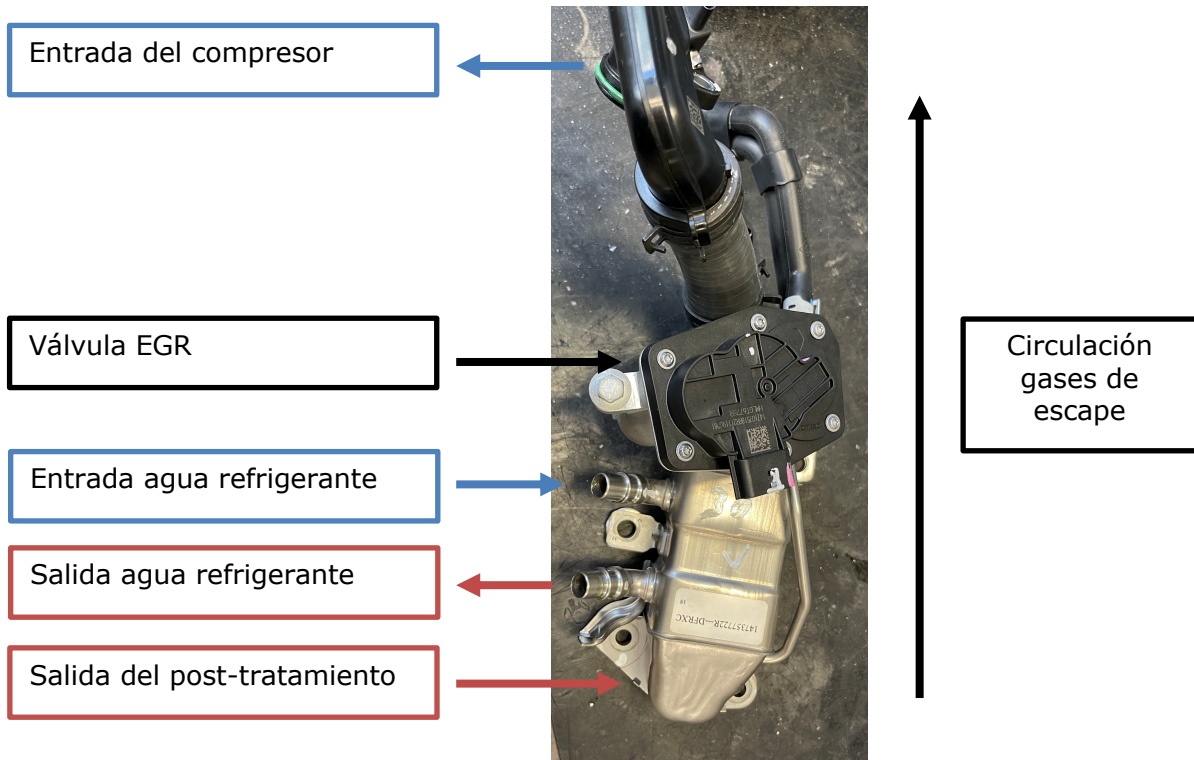 Entrada del compresor
Válvula EGR
Circulación
gases de
escape
Entrada agua refrigerante
Salida agua refrigerante
Salida del post-tratamiento
147357722R—DFRXC